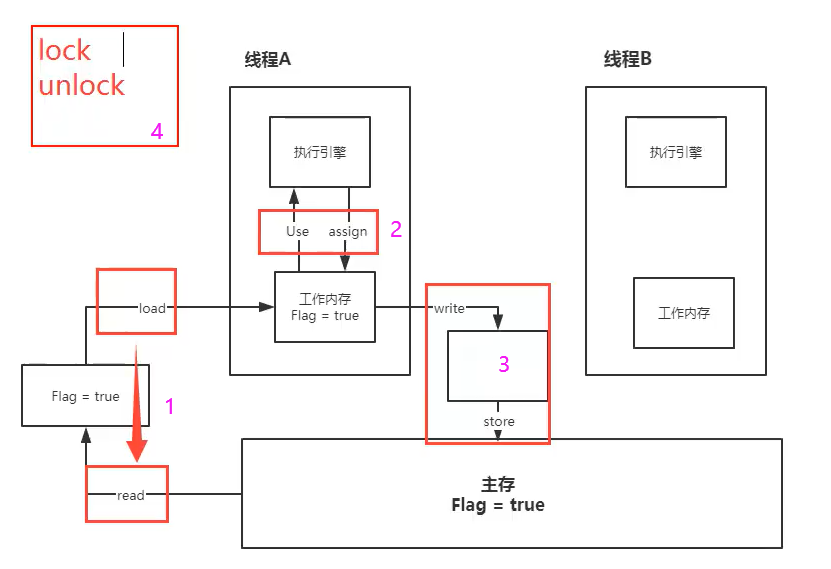 lock
unlock
4
线程A
线程B
执行引擎
执行引擎
Use
assign
2
工作内存
Flag = true
工作内存
load
write
3
Flag = true
1
store
read
主存
Flag = true